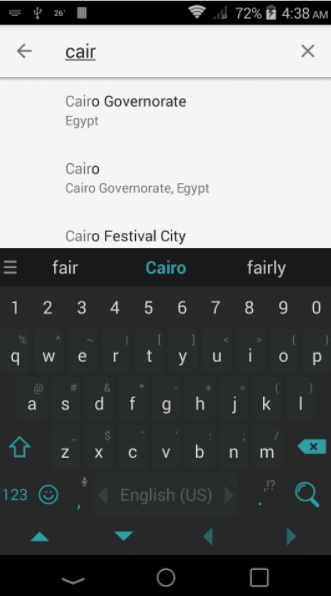 26° 72% 4:38 AM
cair
Cairo Governorate
Egypt
Cairo
Cairo Governorate, Egypt
Cairo Festival City
fair Cairo fairly
1 2 3 4 5 6 7 8 9 0
% ^ ~ | [ ] < > { }
q w e r t y u i o p
@ # & * - + = ( )
a s d f g h j k l
_ $ " ' : ; /
z x c v b n m
123 , English (US) . ,!?